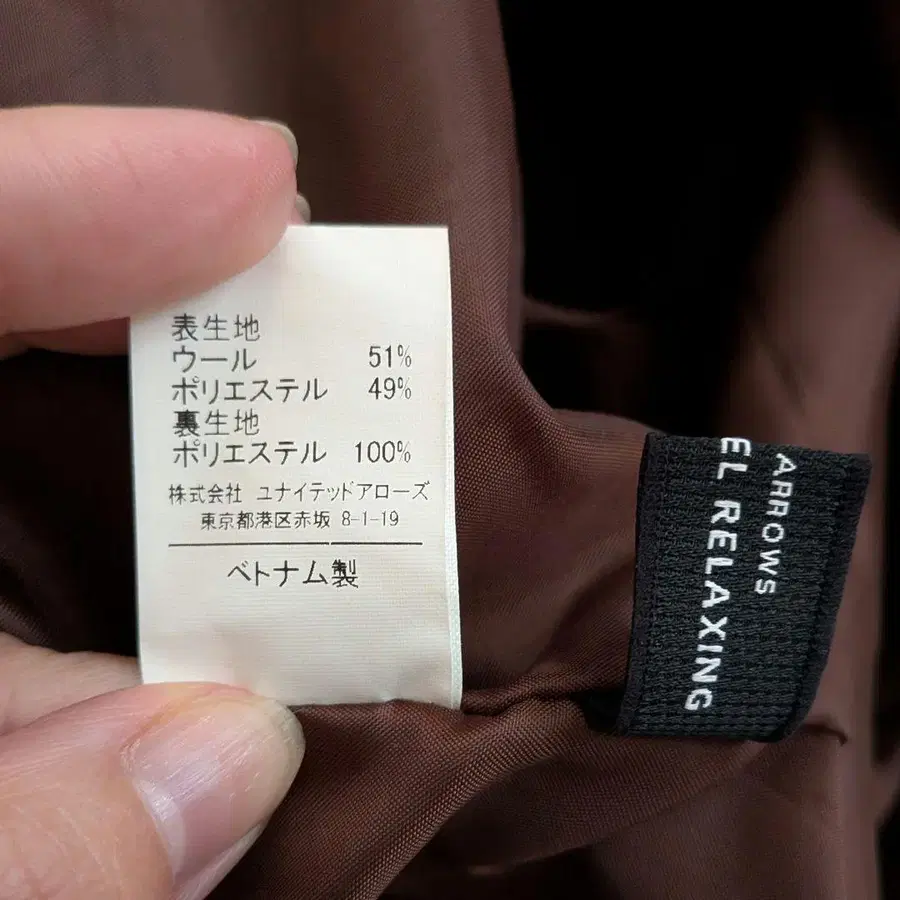 表生地
ウール 51%
ポリエステル 49%
裏生地
ポリエステル 100%
株式会社 ユナイテッドアローズ
東京都港区赤坂 8-1-19
ベトナム製
ARROWS
EL RELAXING